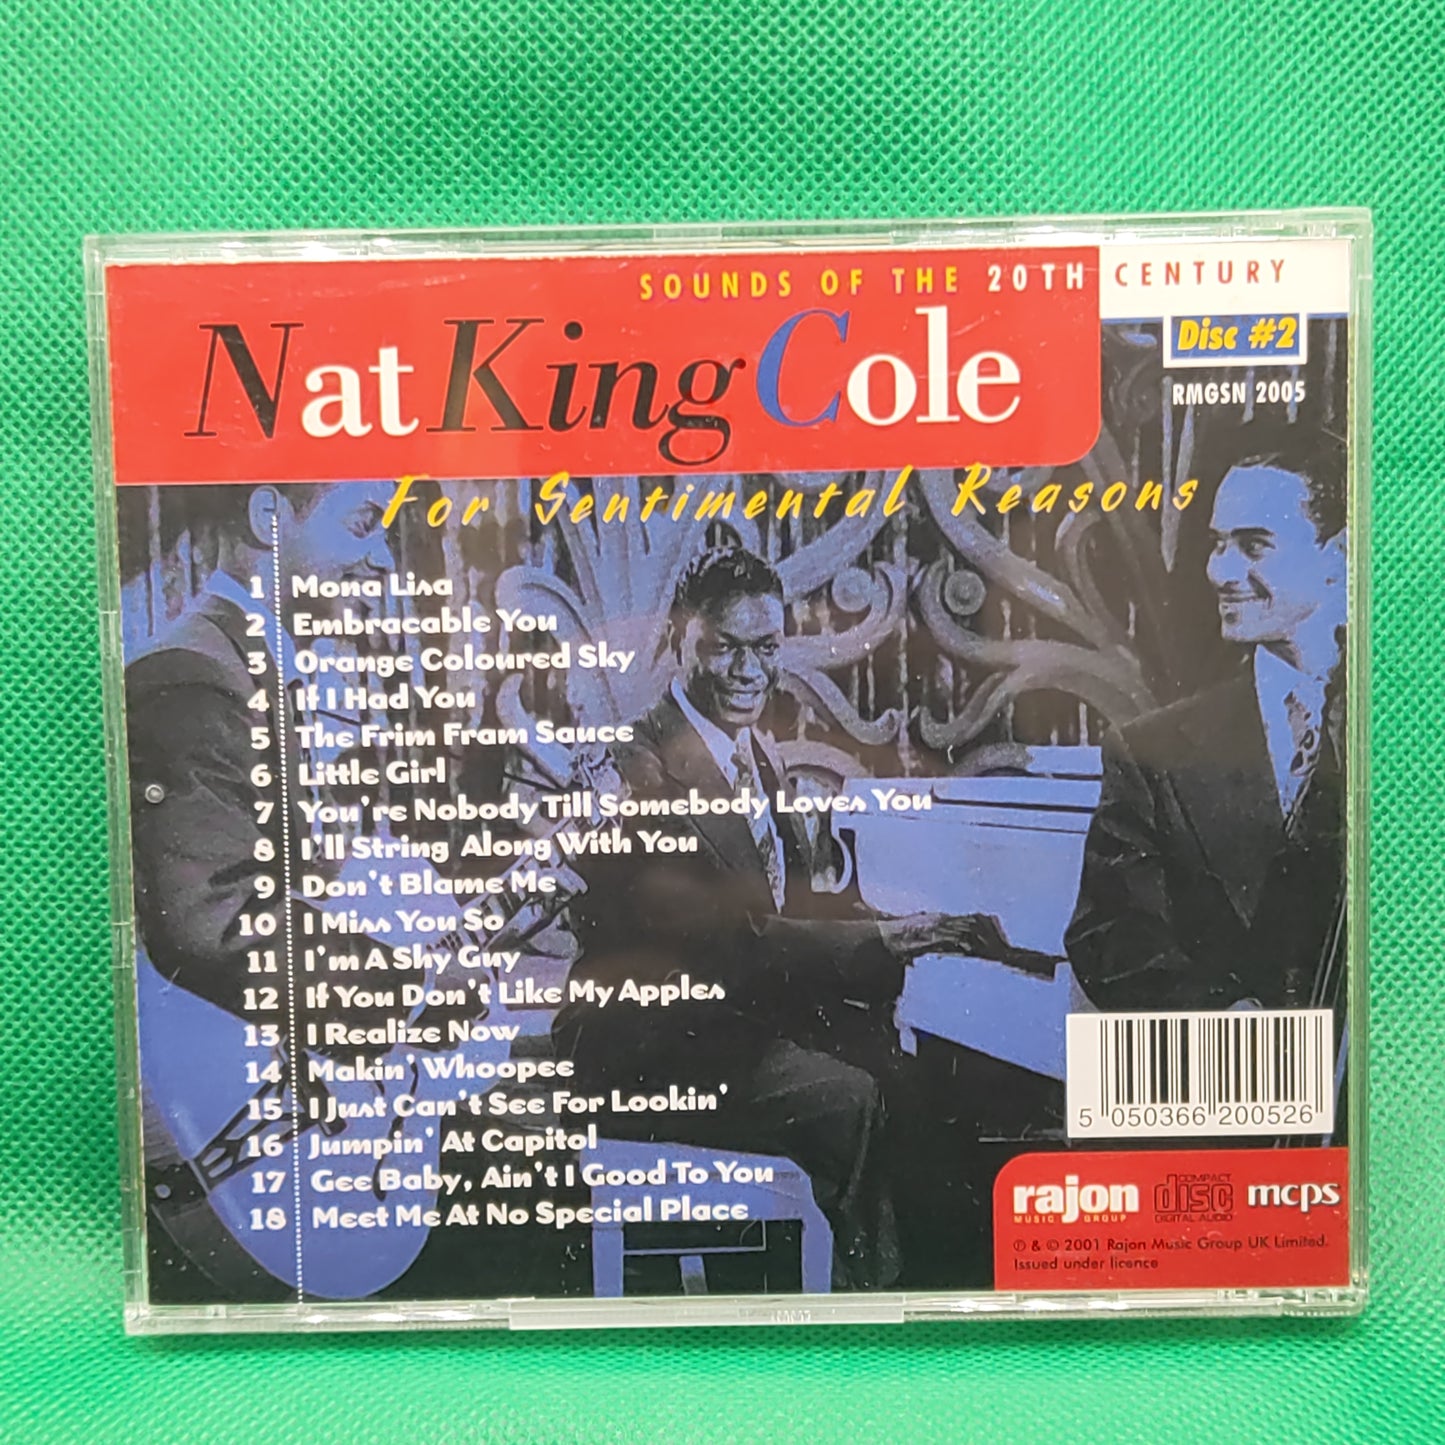 SOUNDS OF THE 20TH CENTURY
Nat King Cole
Disc #2
RMGSN 2005
For Sentimental Reasons
1 Mona Lisa
2 Embracable You
3 Orange Coloured Sky
4 If I Had You
5 The Frim Fram Sauce
6 Little Girl
7 You're Nobody Till Somebody Loves You
8 I'll String Along With You
9 Don't Blame Me
10 I Miss You So
11 I'm A Shy Guy
12 If You Don't Like My Apples
13 I Realize Now
14 Makin' Whoopee
15 I Just Can't See For Lookin'
16 Jumpin' At Capitol
17 Gee Baby, Ain't I Good To You
18 Meet Me At No Special Place
5 050366 200526
rajon
MUSIC GROUP
COMPACT
disc
DIGITAL AUDIO
mcps
℗ & © 2001 Rajon Music Group UK Limited.
Issued under licence